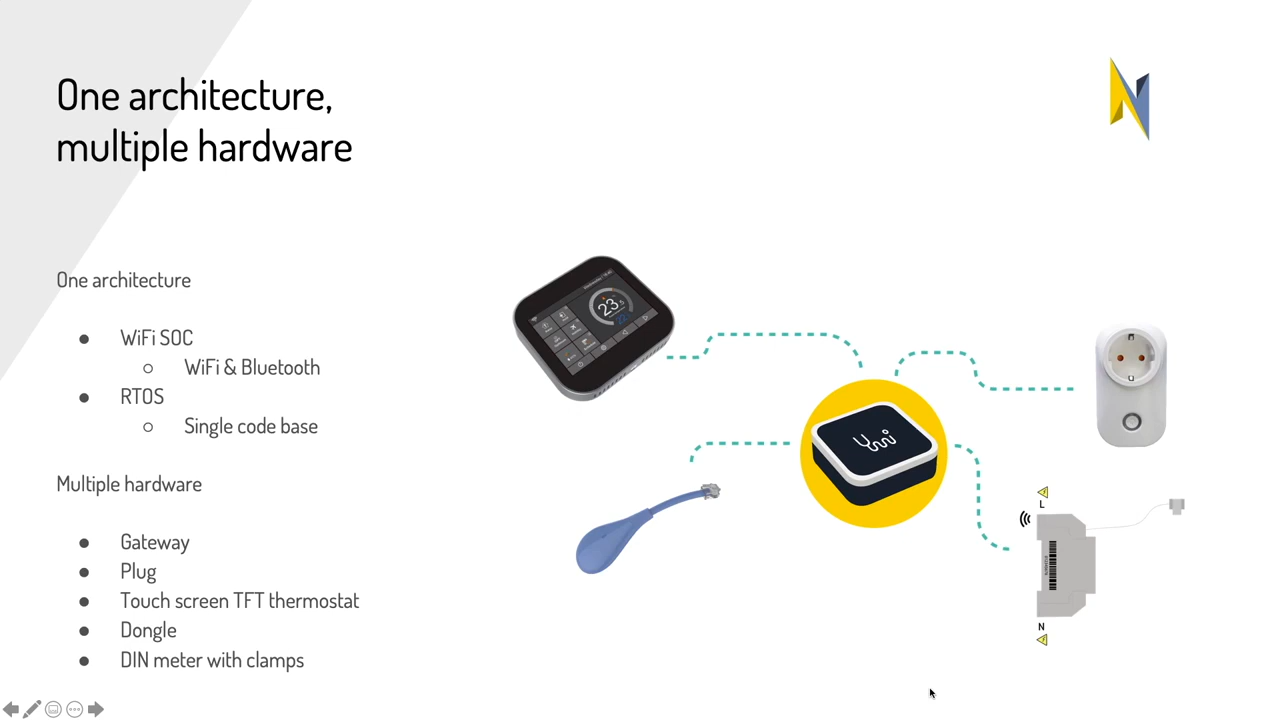 One architecture,
multiple hardware
One architecture
● WiFi SOC
○ WiFi & Bluetooth
● RTOS
○ Single code base
Multiple hardware
● Gateway
● Plug
● Touch screen TFT thermostat
● Dongle
● DIN meter with clamps
23
L
N